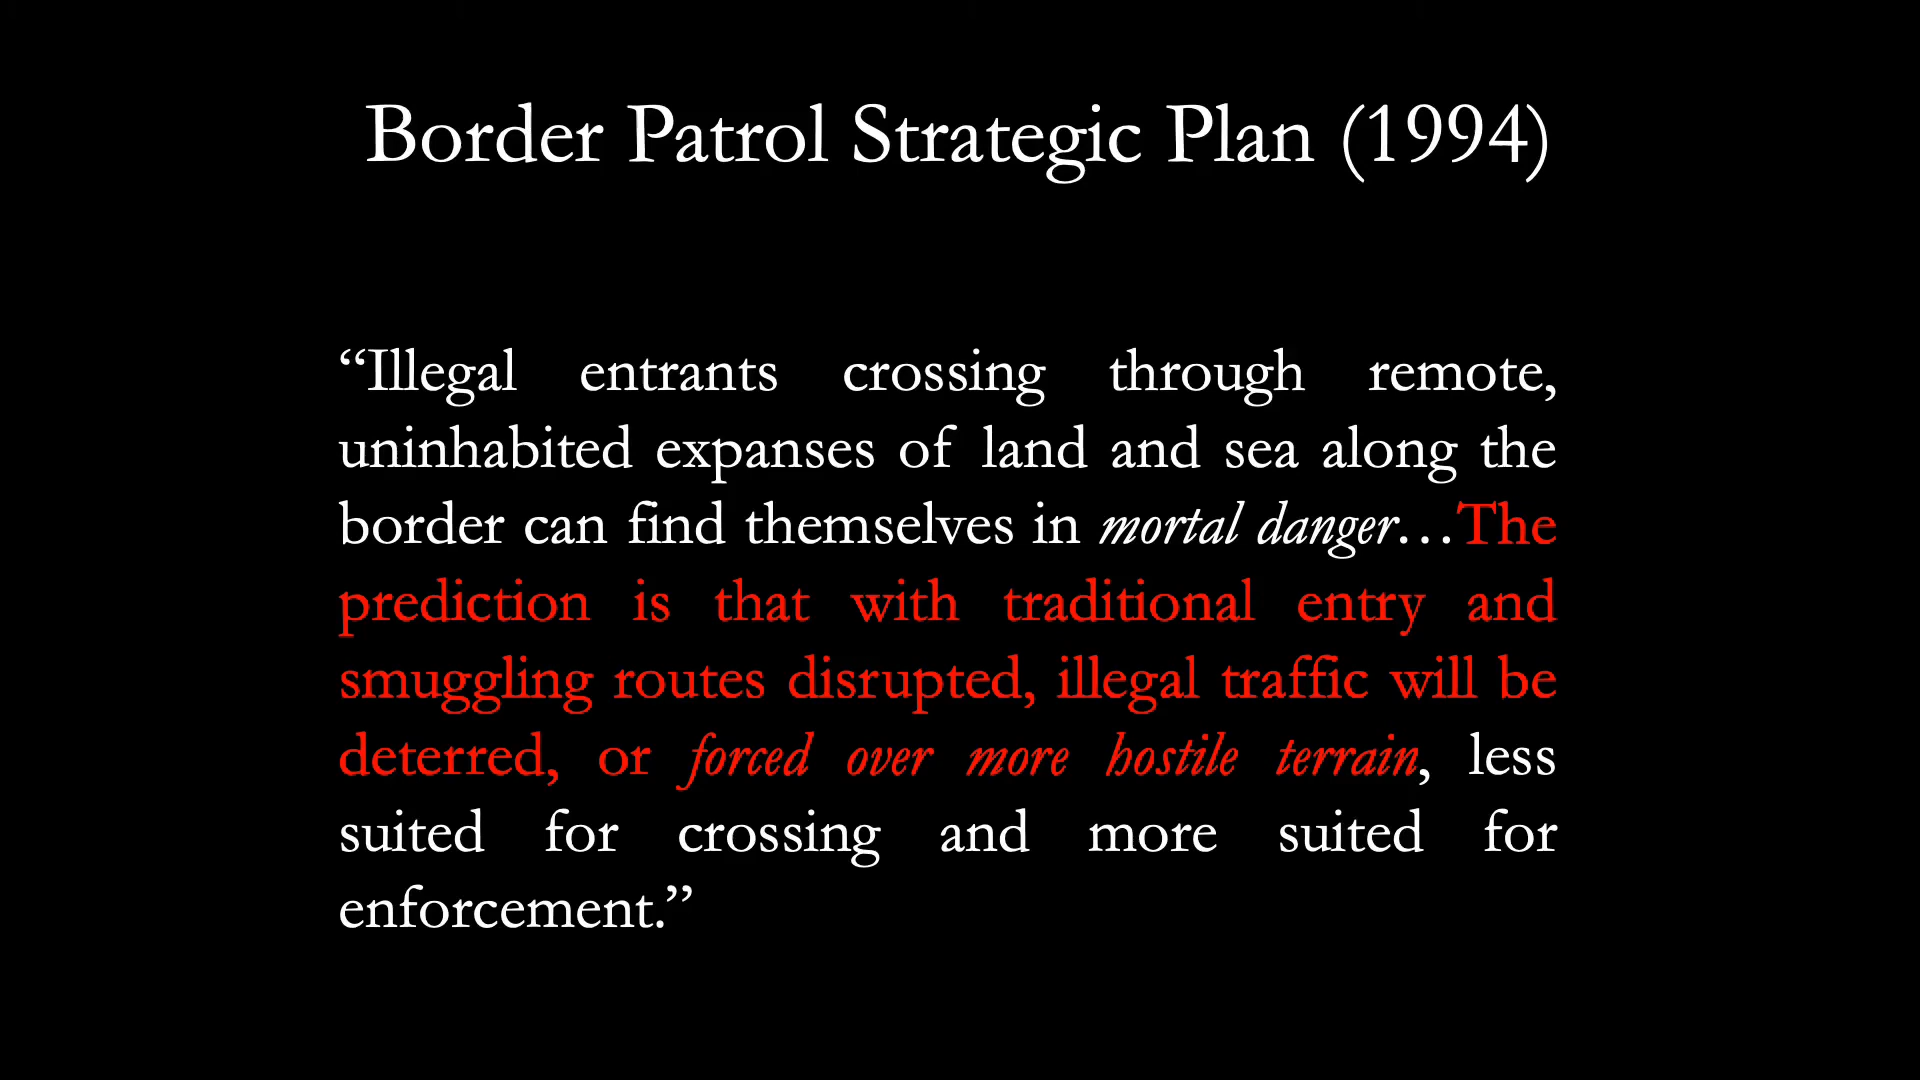 Border Patrol Strategic Plan (1994)
“Illegal entrants crossing through remote,
uninhabited expanses of land and sea along the
border can find themselves in mortal danger…The
prediction is that with traditional entry and
smuggling routes disrupted, illegal traffic will be
deterred, or forced over more hostile terrain, less
suited for crossing and more suited for
enforcement.”